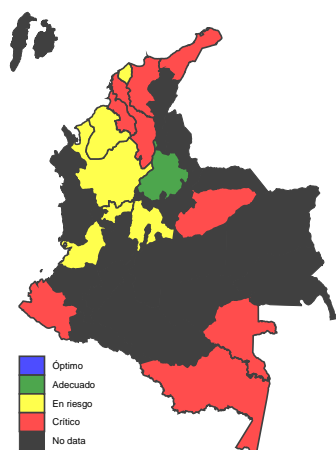 Óptimo
Adecuado
En riesgo
Crítico
No data